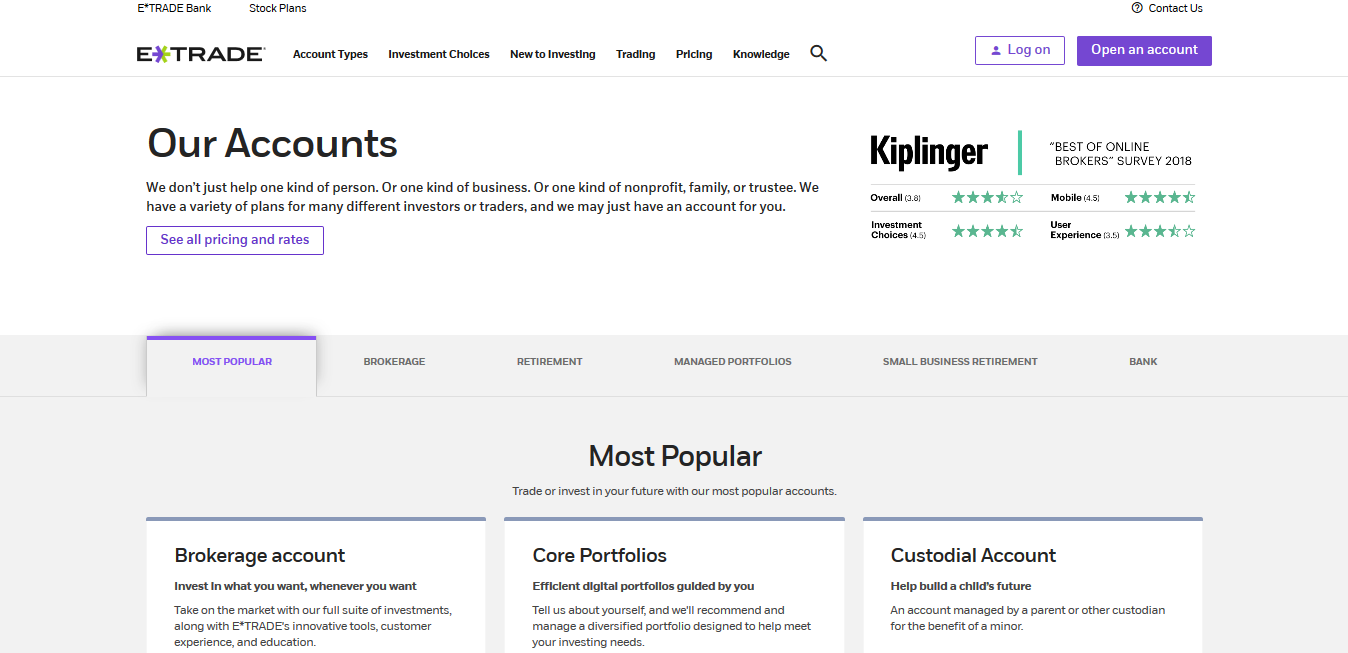 E*TRADE Bank
Stock Plans
Contact Us
E*TRADE
Account Types
Investment Choices
New to Investing
Trading
Pricing
Knowledge
Log on
Open an account
Our Accounts
We don't just help one kind of person. Or one kind of business. Or one kind of nonprofit, family, or trustee. We
have a variety of plans for many different investors or traders, and we may just have an account for you.
See all pricing and rates
Kiplinger
"BEST OF ONLINE
BROKERS" SURVEY 2018
Overall (3.8)
Mobile (4.5)
Investment
Choices (4.5)
User
Experience (3.5)
MOST POPULAR
BROKERAGE
RETIREMENT
MANAGED PORTFOLIOS
SMALL BUSINESS RETIREMENT
BANK
Most Popular
Trade or invest in your future with our most popular accounts.
Brokerage account
Invest in what you want, whenever you want
Take on the market with our full suite of investments,
along with E*TRADE's innovative tools, customer
experience, and education.
Core Portfolios
Efficient digital portfolios guided by you
Tell us about yourself, and we'll recommend and
manage a diversified portfolio designed to help meet
your investing needs.
Custodial Account
Help build a child's future
An account managed by a parent or other custodian
for the benefit of a minor.